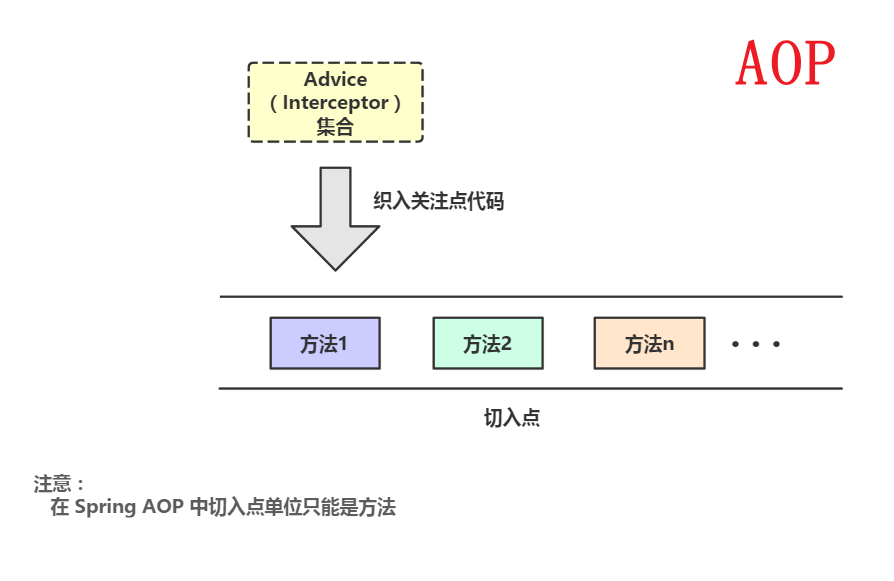 AOP
Advice
（Interceptor）
集合
织入关注点代码
方法1
方法2
方法n
• • •
切入点
注意：
在 Spring AOP 中切入点单位只能是方法